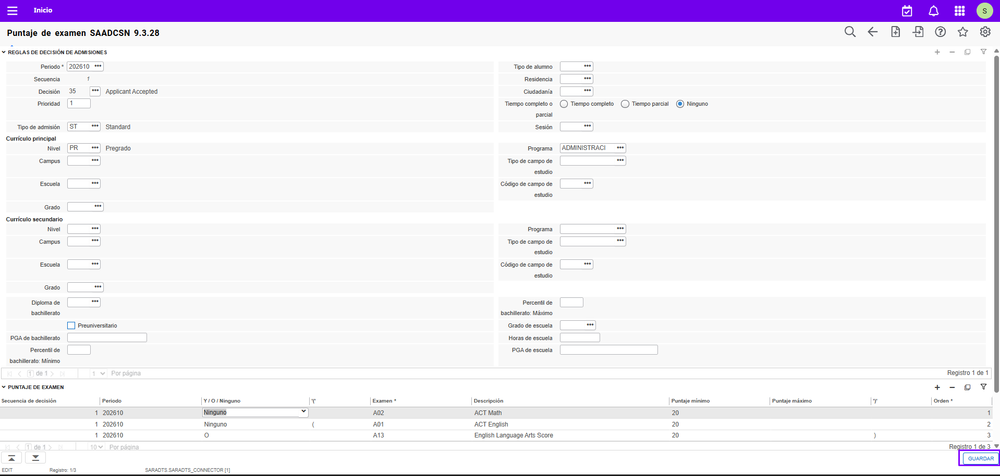 Inicio
S
Puntaje de examen SAADCSN 9.3.28
REGLAS DE DECISIÓN DE ADMISIONES
Periodo * 202610 •••
Tipo de alumno •••
Secuencia 1
Residencia •••
Decisión 35 ••• Applicant Accepted
Ciudadanía •••
Prioridad 1
Tiempo completo o parcial Tiempo completo Tiempo parcial Ninguno
Tipo de admisión ST ••• Standard
Sesión •••
Currículo principal
Nivel PR ••• Pregrado
Programa ADMINISTRACI •••
Campus •••
Tipo de campo de estudio •••
Escuela •••
Código de campo de estudio •••
Grado •••
Currículo secundario
Nivel •••
Programa •••
Campus •••
Tipo de campo de estudio •••
Escuela •••
Código de campo de estudio •••
Grado •••
Diploma de bachillerato •••
Percentil de bachillerato: Máximo
Preuniversitario
Grado de escuela •••
PGA de bachillerato
Horas de escuela
Percentil de bachillerato: Mínimo
PGA de escuela
1 de 1 1 Por página Registro 1 de 1
PUNTAJE DE EXAMEN
Secuencia de decisión Período Y / O / Ninguno '(' Examen * Descripción Puntaje mínimo Puntaje máximo ')' Orden *
1 202610 Ninguno A02 ACT Math 20 1
1 202610 Ninguno ( A01 ACT English 20 2
1 202610 O A13 English Language Arts Score 20 ) 3
1 de 1 10 Por página Registro 1 de 3
GUARDAR
EDIT Registro: 1/3 SARADTS.SARADTS_CONNECTOR [1]